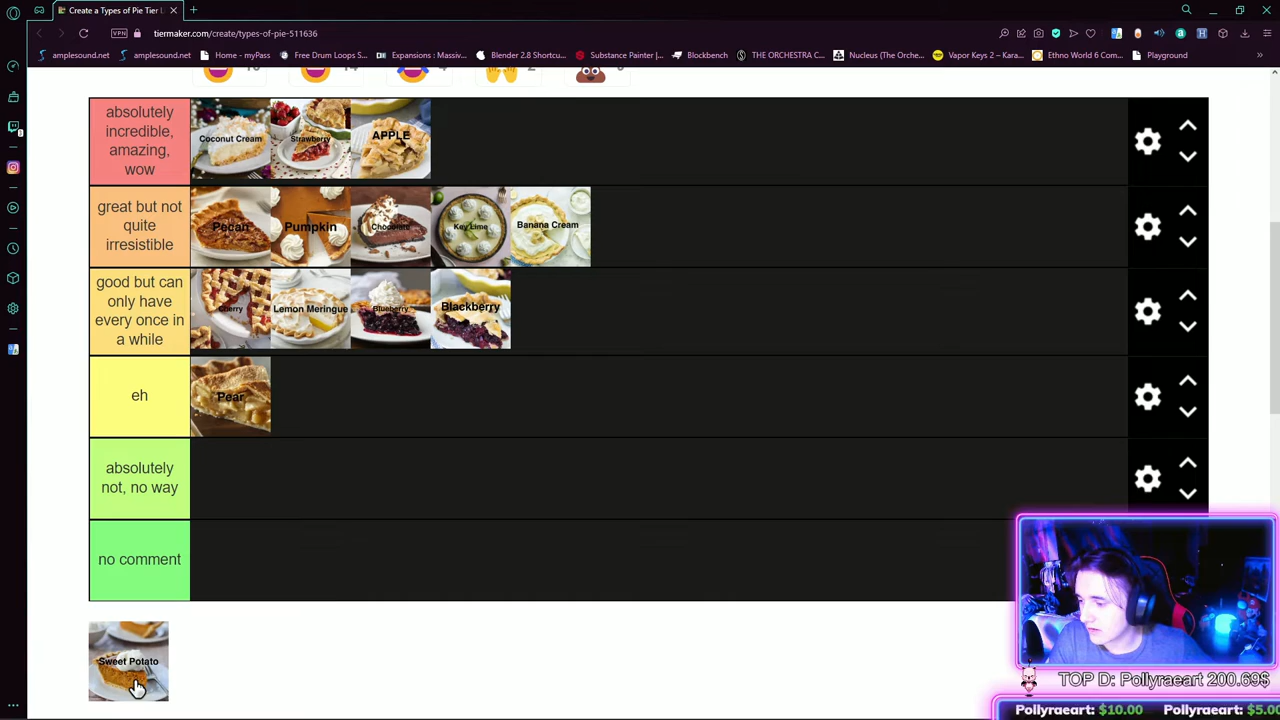 Create a Types of Pie Tier L
VPN
tiermaker.com/create/types-of-pie-511636
amplesound.net
amplesound.net
Home - myPass
Free Drum Loops S...
Expansions : Massiv...
Blender 2.8 Shortcu...
Substance Painter |...
Blockbench
THE ORCHESTRA C...
Nucleus (The Orche...
Vapor Keys 2 – Kara...
Ethno World 6 Com...
Playground
absolutely
incredible,
amazing,
wow
Coconut Cream
Strawberry
APPLE
great but not
quite
irresistible
Pecan
Pumpkin
Chocolate
Key Lime
Banana Cream
good but can
only have
every once in
a while
Cherry
Lemon Meringue
Blueberry
Blackberry
eh
Pear
absolutely
not, no way
no comment
Sweet Potato
TOP D: Pollyraeart 200.69$
Pollyraeart: $10.00
Pollyraeart: $5.00